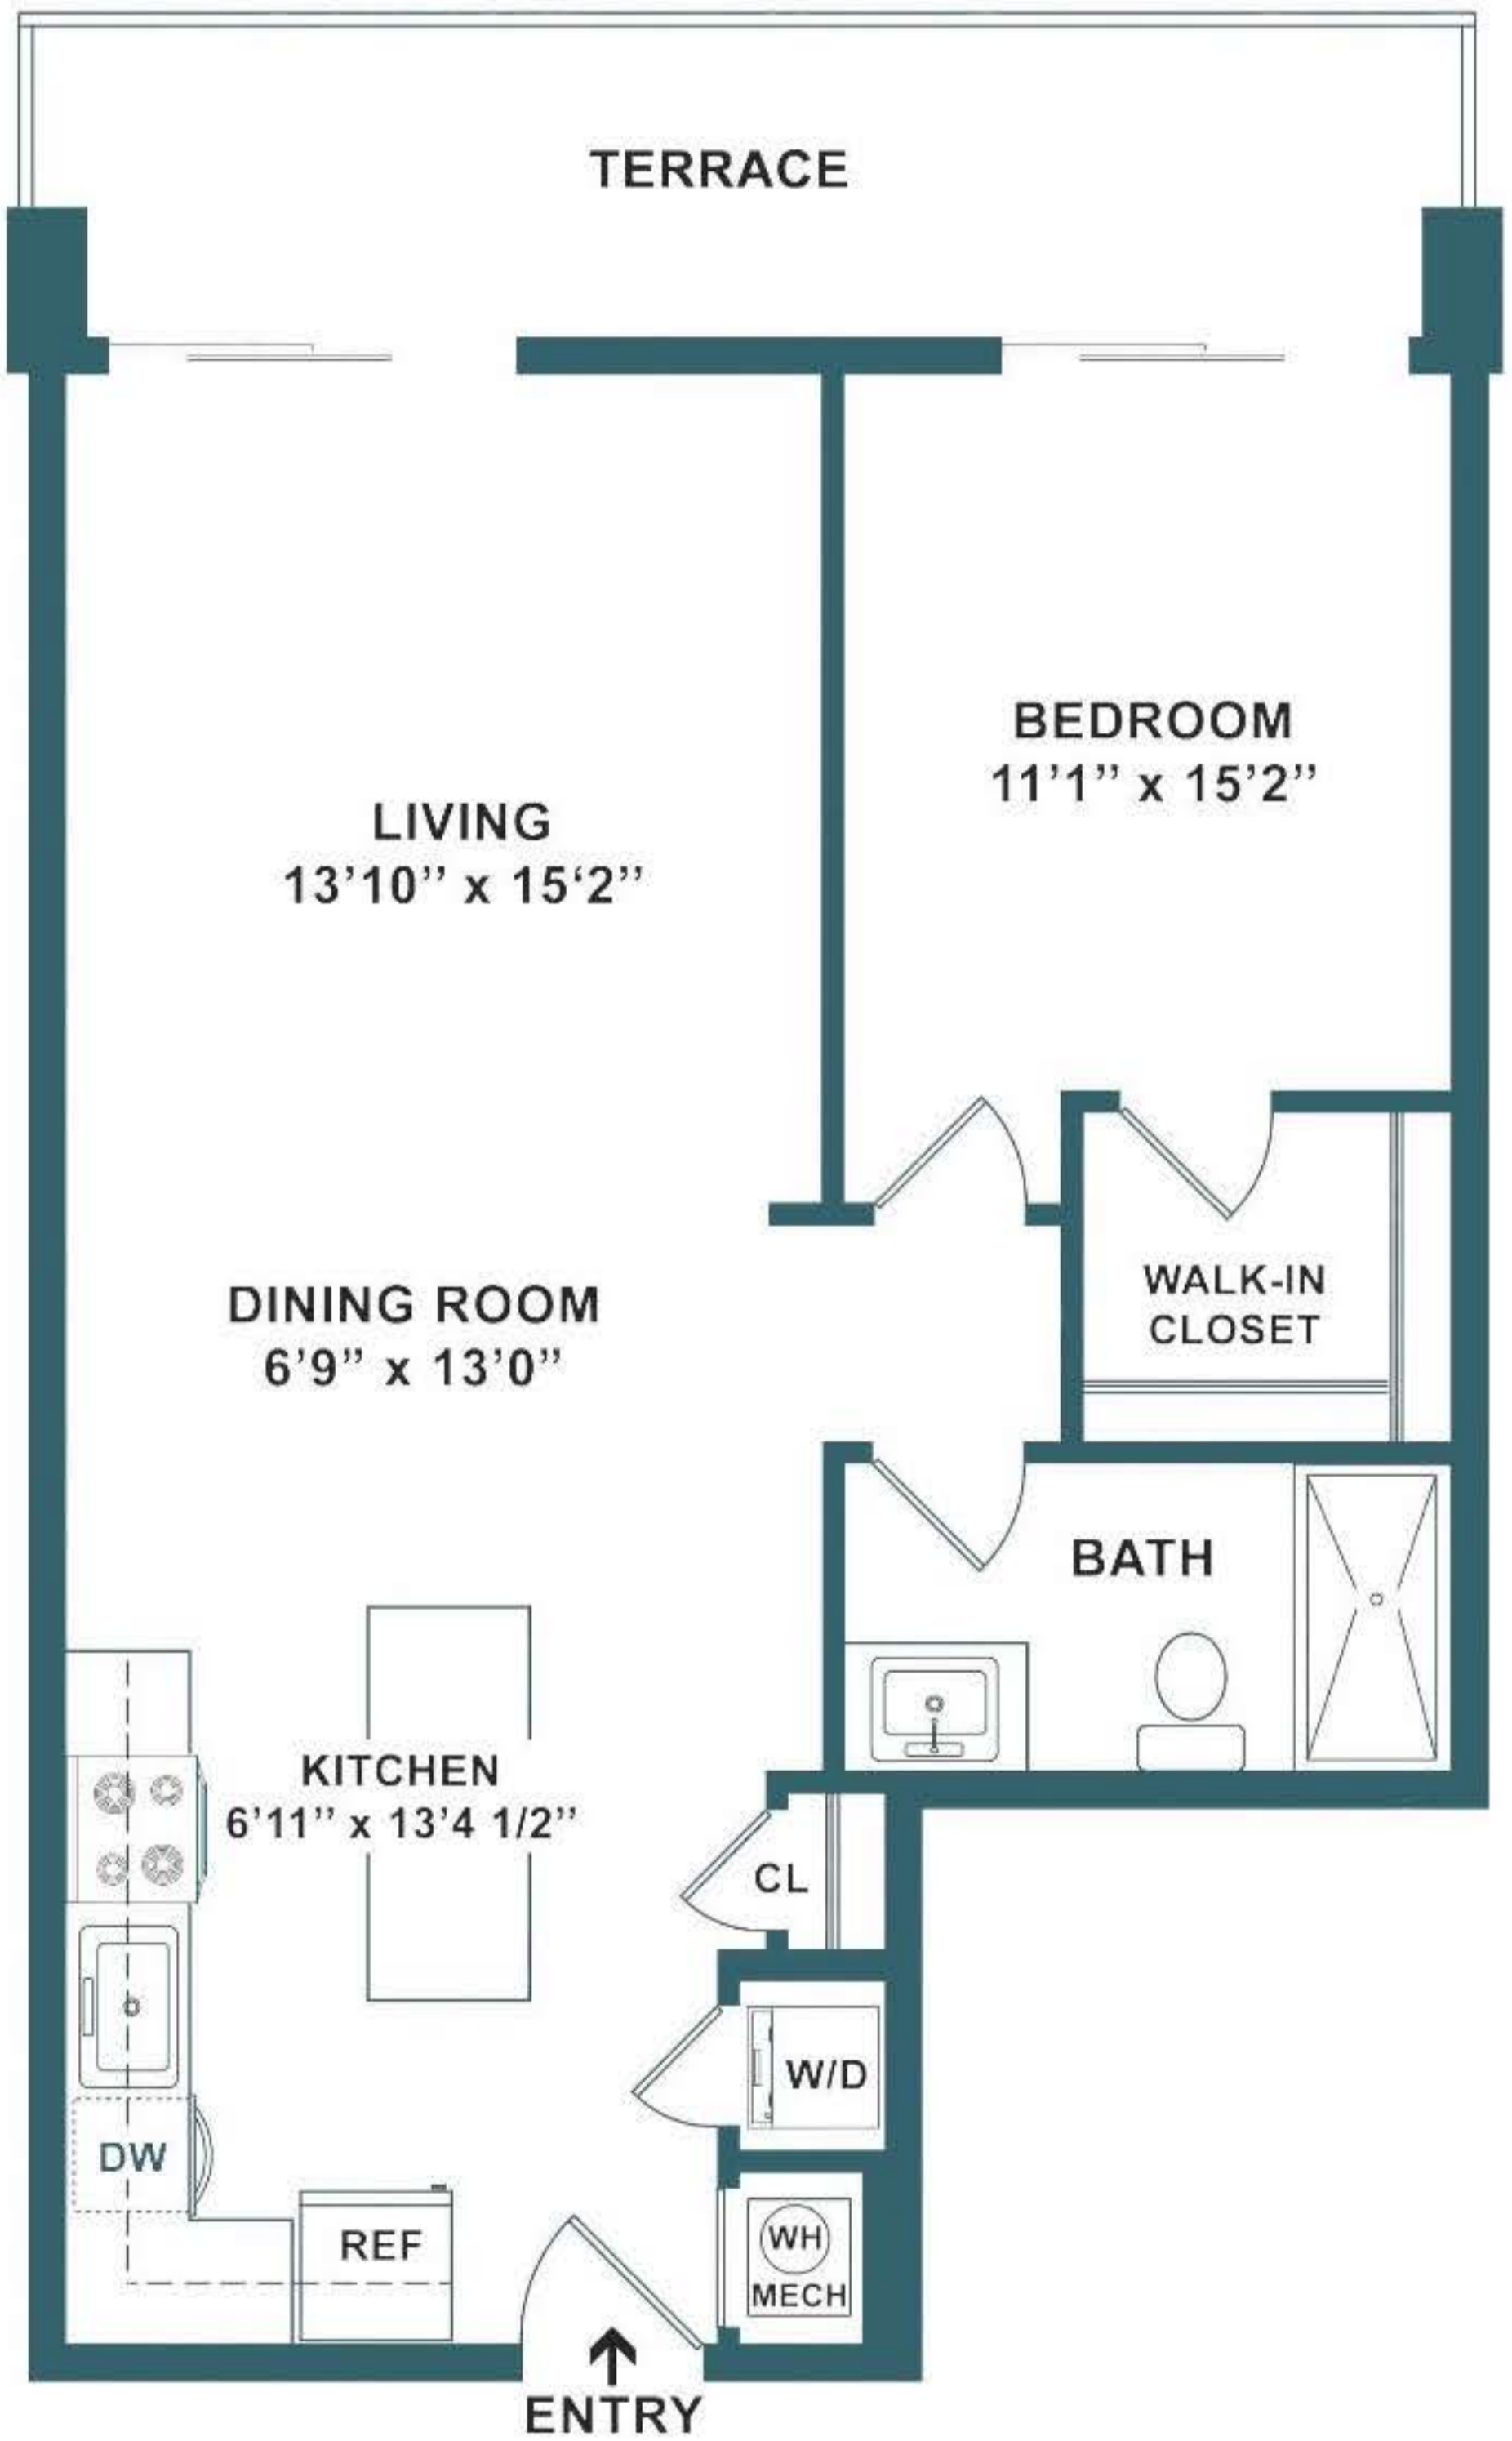 TERRACE
BEDROOM
11’1’’ x 15’2’’
LIVING
13’10’’ x 15‘2’’
WALK-IN
CLOSET
DINING ROOM
6’9’’ x 13’0’’
BATH
KITCHEN
6’11’’ x 13’4 1/2’’
CL
W/D
DW
REF
WH
MECH
ENTRY